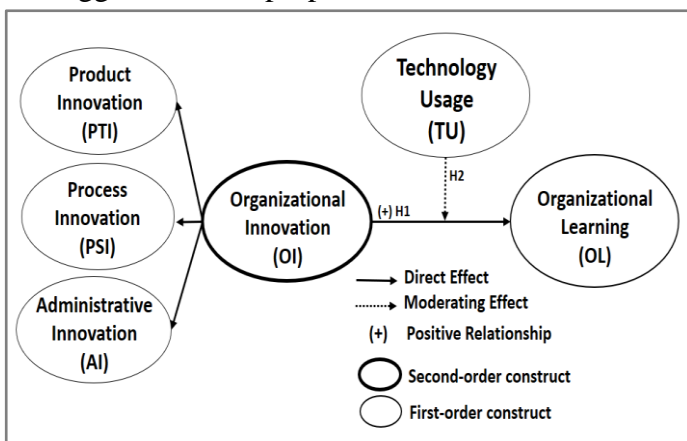 Product
Innovation
(PTI)
Process
Innovation
(PSI)
Administrative
Innovation
(AI)
Organizational
Innovation
(OI)
Technology
Usage
(TU)
H2
(+) H1
Organizational
Learning
(OL)
Direct Effect
Moderating Effect
(+) Positive Relationship
Second-order construct
First-order construct